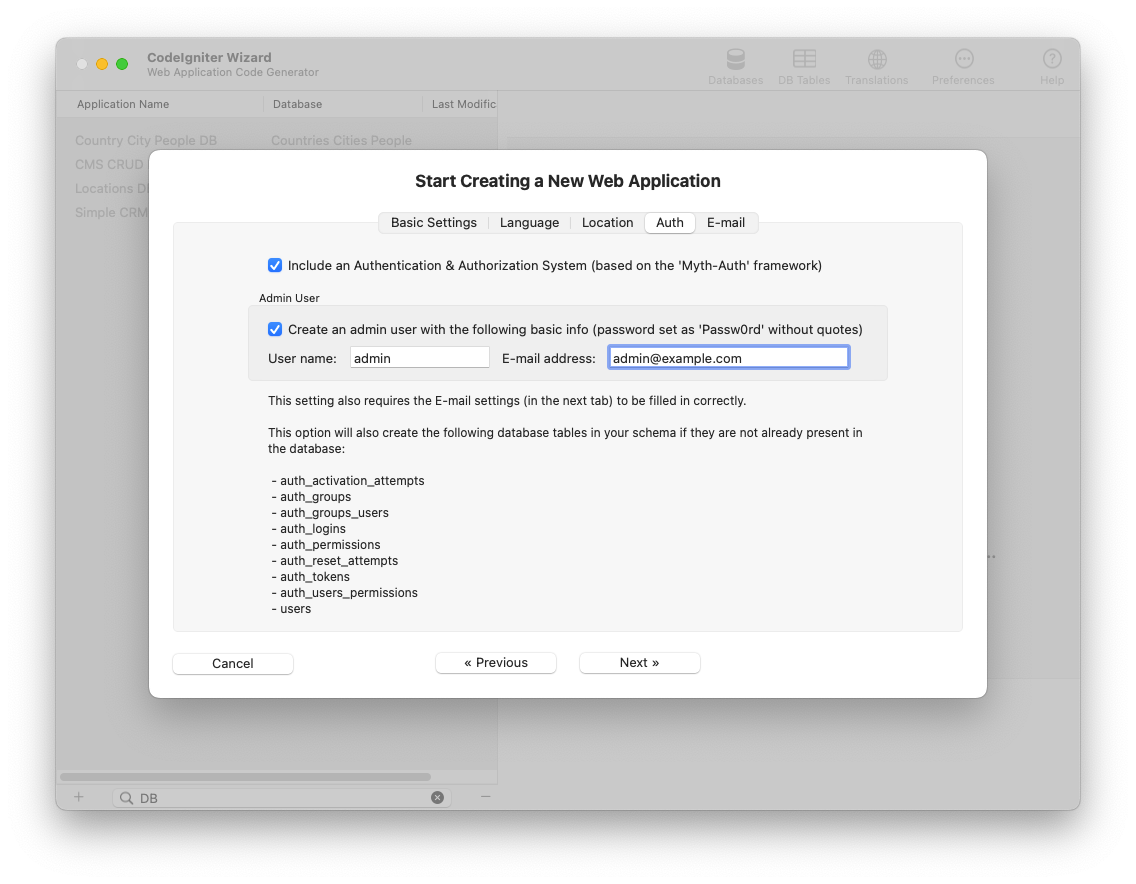 CodeIgniter Wizard
Web Application Code Generator
Databases
DB Tables
Translations
Preferences
Help
Application Name
Database
Last Modific
Country City People DB
Countries Cities People
CMS CRUD
Locations D
Simple CRM
Start Creating a New Web Application
Basic Settings
Language
Location
Auth
E-mail
Include an Authentication & Authorization System (based on the 'Myth-Auth' framework)
Admin User
Create an admin user with the following basic info (password set as 'Passw0rd' without quotes)
User name:
admin
E-mail address:
admin@example.com
This setting also requires the E-mail settings (in the next tab) to be filled in correctly.
This option will also create the following database tables in your schema if they are not already present in
the database:
- auth_activation_attempts
- auth_groups
- auth_groups_users
- auth_logins
- auth_permissions
- auth_reset_attempts
- auth_tokens
- auth_users_permissions
- users
Cancel
« Previous
Next »
DB